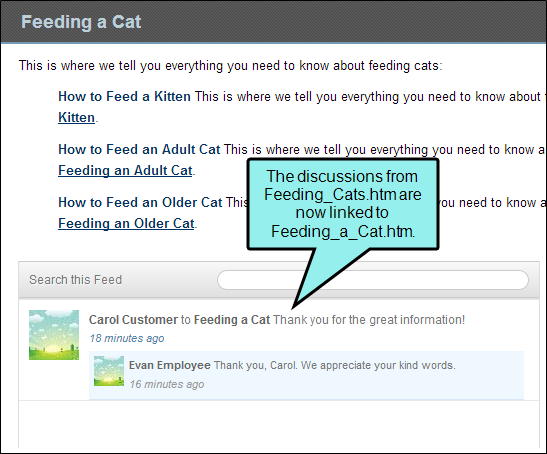 Feeding a Cat
This is where we tell you everything you need to know about feeding cats:
How to Feed a Kitten This is where we tell you everything you need to know about
Kitten.
How to Feed an Adult Cat This is where we tell you everything you need to know a
Feeding an Adult Cat.
How to Feed an Older Cat This ou need to know a
Feeding an Older Cat.
The discussions from
Feeding_Cats.htm are
now linked to
Feeding_a_Cat.htm.
Search this Feed
Carol Customer to Feeding a Cat Thank you for the great information!
18 minutes ago
Evan Employee Thank you, Carol. We appreciate your kind words.
16 minutes ago